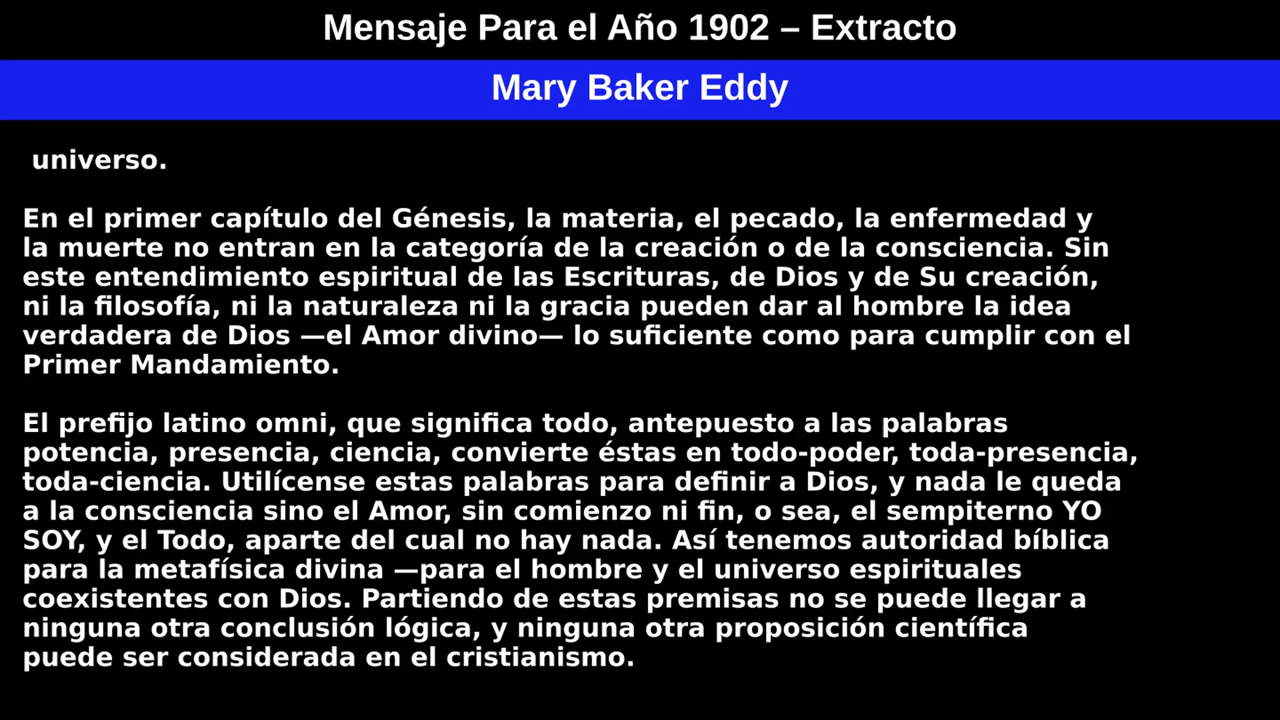 Mensaje Para el Año 1902 – Extracto
Mary Baker Eddy
universo.
En el primer capítulo del Génesis, la materia, el pecado, la enfermedad y
la muerte no entran en la categoría de la creación o de la consciencia. Sin
este entendimiento espiritual de las Escrituras, de Dios y de Su creación,
ni la filosofía, ni la naturaleza ni la gracia pueden dar al hombre la idea
verdadera de Dios —el Amor divino— lo suficiente como para cumplir con el
Primer Mandamiento.
El prefijo latino omni, que significa todo, antepuesto a las palabras
potencia, presencia, ciencia, convierte éstas en todo-poder, toda-presencia,
toda-ciencia. Utilícense estas palabras para definir a Dios, y nada le queda
a la consciencia sino el Amor, sin comienzo ni fin, o sea, el sempiterno YO
SOY, y el Todo, aparte del cual no hay nada. Así tenemos autoridad bíblica
para la metafísica divina —para el hombre y el universo espirituales
coexistentes con Dios. Partiendo de estas premisas no se puede llegar a
ninguna otra conclusión lógica, y ninguna otra proposición científica
puede ser considerada en el cristianismo.